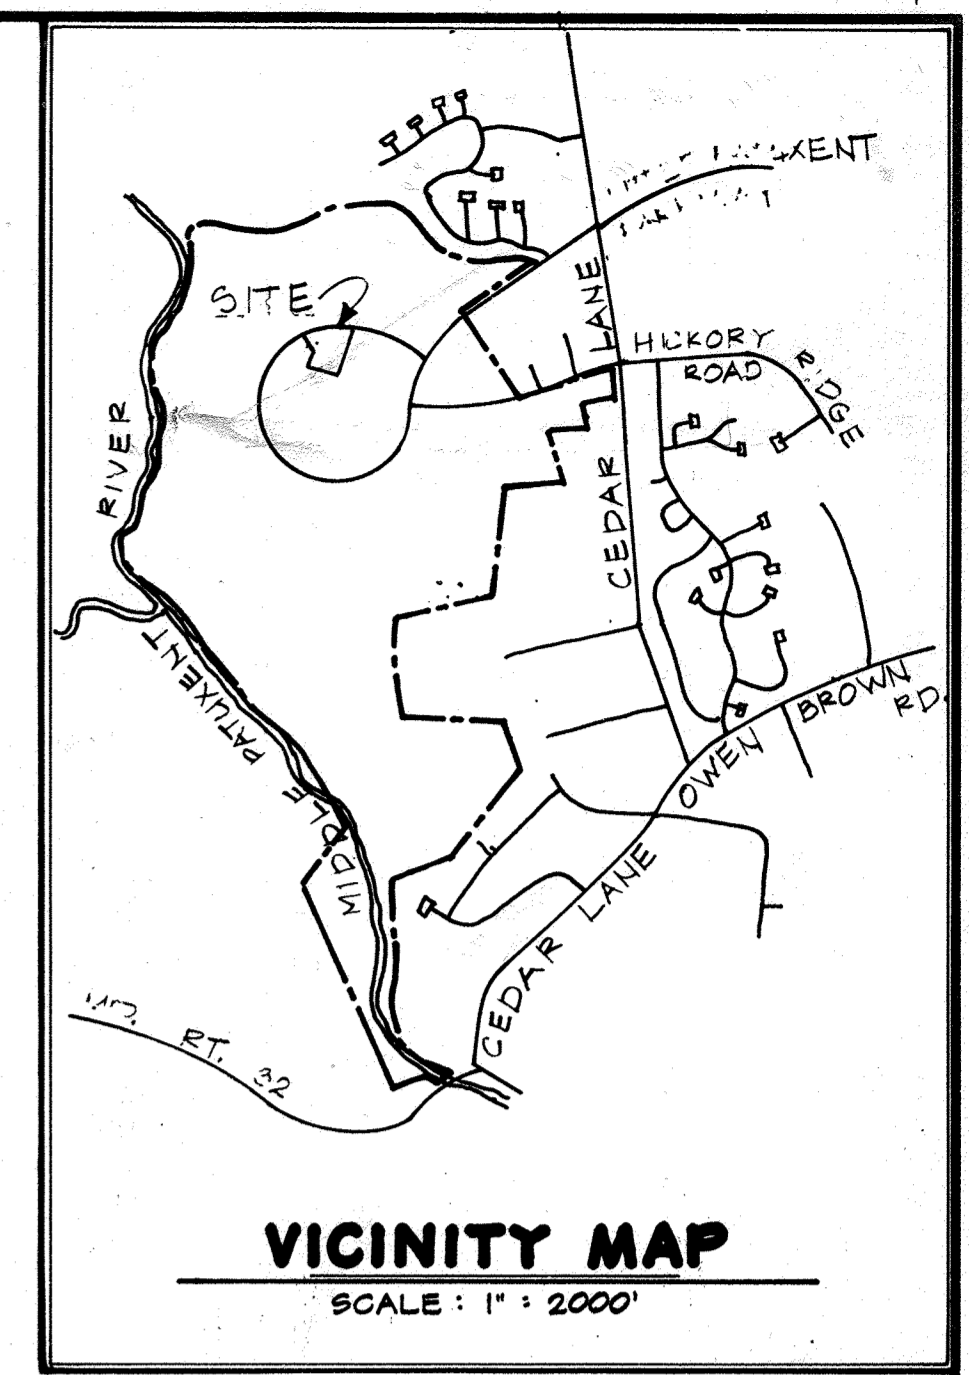 XENT
SITE
LANE
HICKORY
RIDGE
ROAD
RIVER
CEDAR
PATUXENT
MIDDLE
BROWN
RD.
OWEN
LANE
CEDAR
RT. 32
VICINITY MAP
SCALE : 1" : 2000'